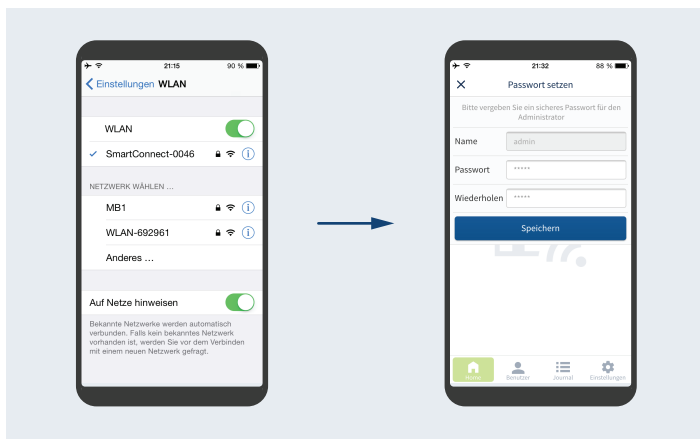 21:15
90 %
Einstellungen WLAN
WLAN
SmartConnect-0046
NETZWERK WÄHLEN ...
MB1
WLAN-692961
Anderes ...
Auf Netze hinweisen
Bekannte Netzwerke werden automatisch
verbunden. Falls kein bekanntes Netzwerk
vorhanden ist, werden Sie vor dem Verbinden
mit einem neuen Netzwerk gefragt.
21:32
88 %
Passwort setzen
Bitte vergeben Sie ein sicheres Passwort für den
Administrator
Name admin
Passwort *****
Wiederholen *****
Speichern
Home Benutzer Journal Einstellungen